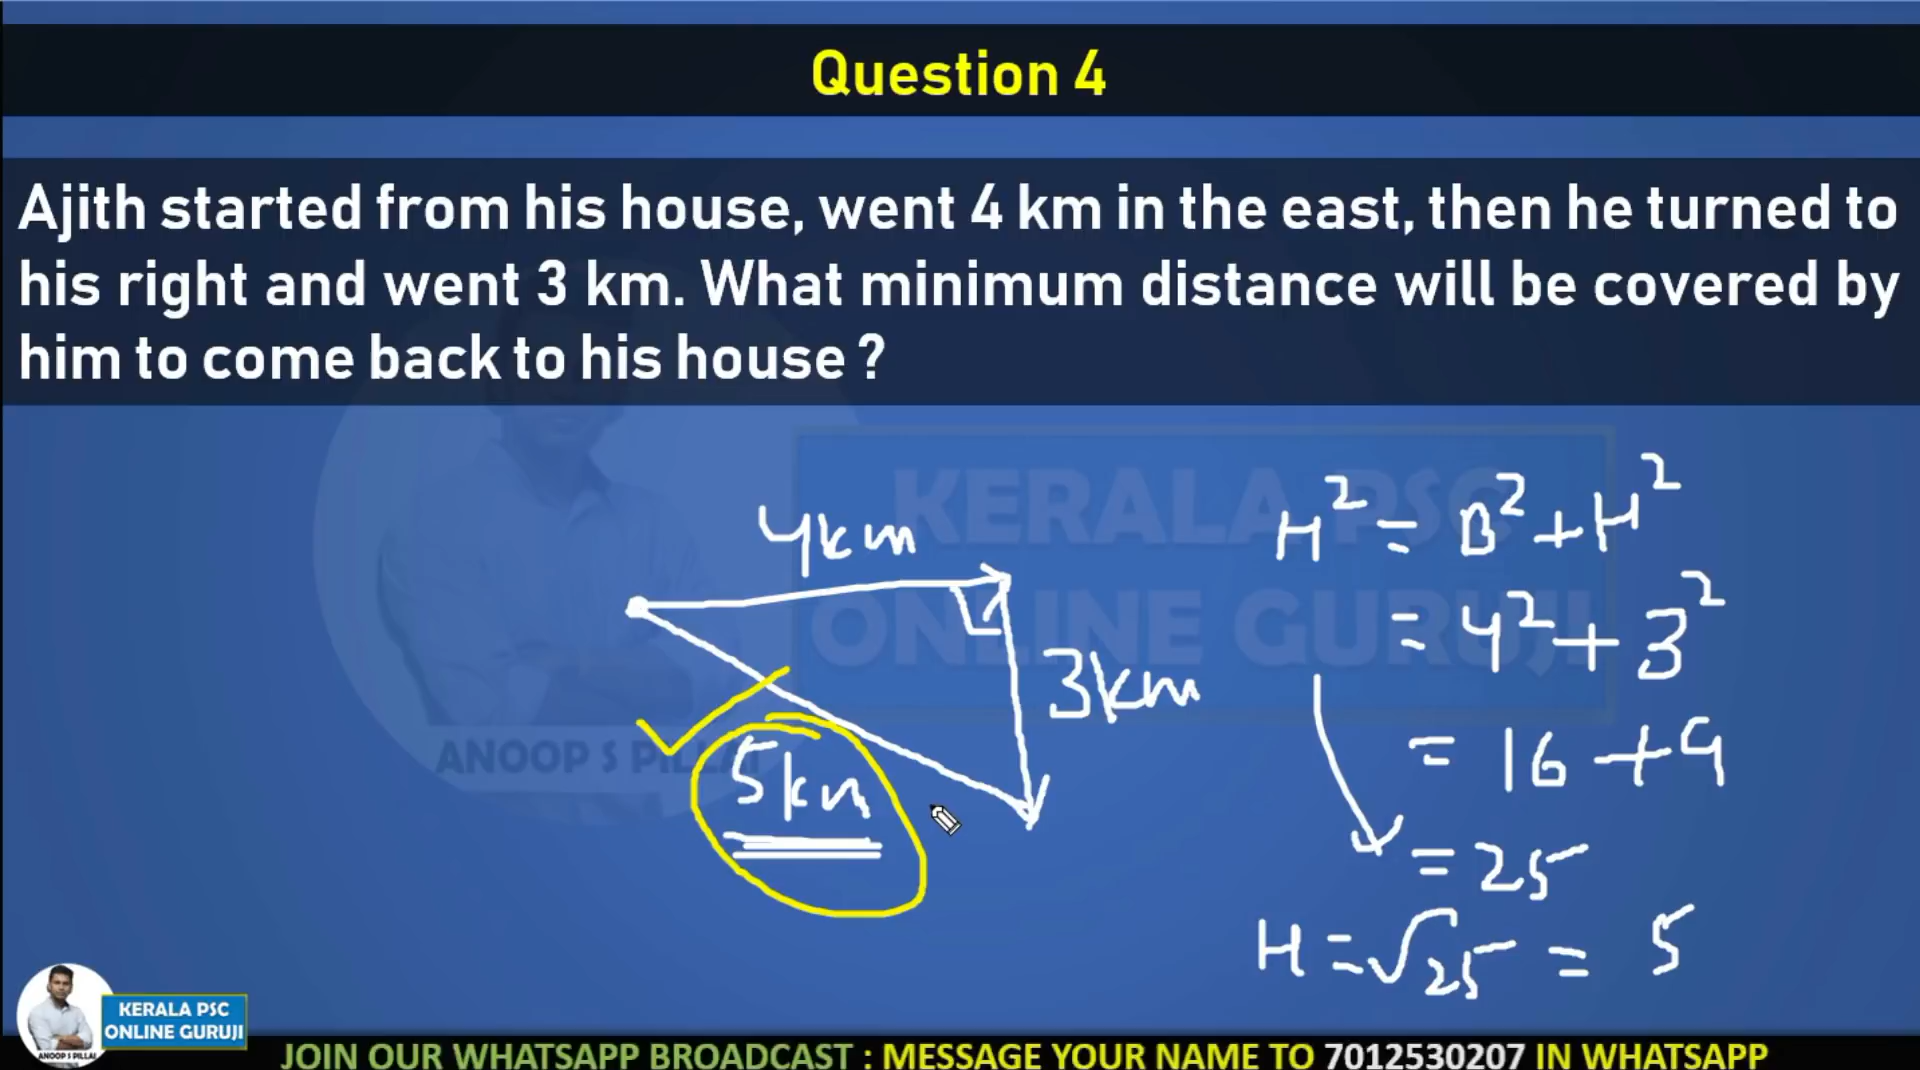 Question 4
Ajith started from his house, went 4 km in the east, then he turned to
his right and went 3 km. What minimum distance will be covered by
him to come back to his house ?
KERALA PSC
ONLINE GURUJI
ANOOP S PILLAI
4km
3km
5km
H² = B² + H²
= 4² + 3²
= 16 + 9
= 25
H = √25 = 5
KERALA PSC
ONLINE GURUJI
ANOOP S PILLAI
JOIN OUR WHATSAPP BROADCAST : MESSAGE YOUR NAME TO 7012530207 IN WHATSAPP